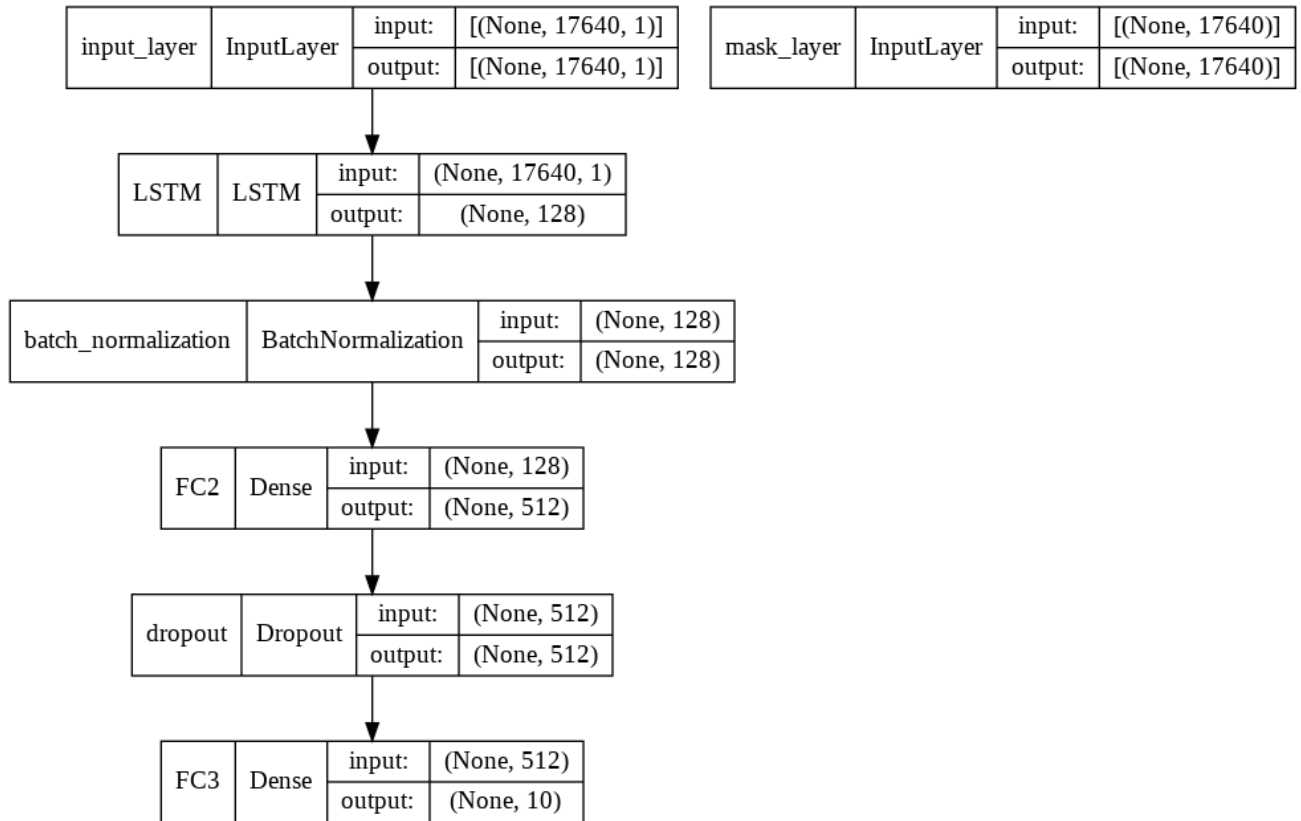 input_layer InputLayer input: [(None, 17640, 1)]
output: [(None, 17640, 1)]
mask_layer InputLayer input: [(None, 17640)]
output: [(None, 17640)]
LSTM LSTM input: (None, 17640, 1)
output: (None, 128)
batch_normalization BatchNormalization input: (None, 128)
output: (None, 128)
FC2 Dense input: (None, 128)
output: (None, 512)
dropout Dropout input: (None, 512)
output: (None, 512)
FC3 Dense input: (None, 512)
output: (None, 10)